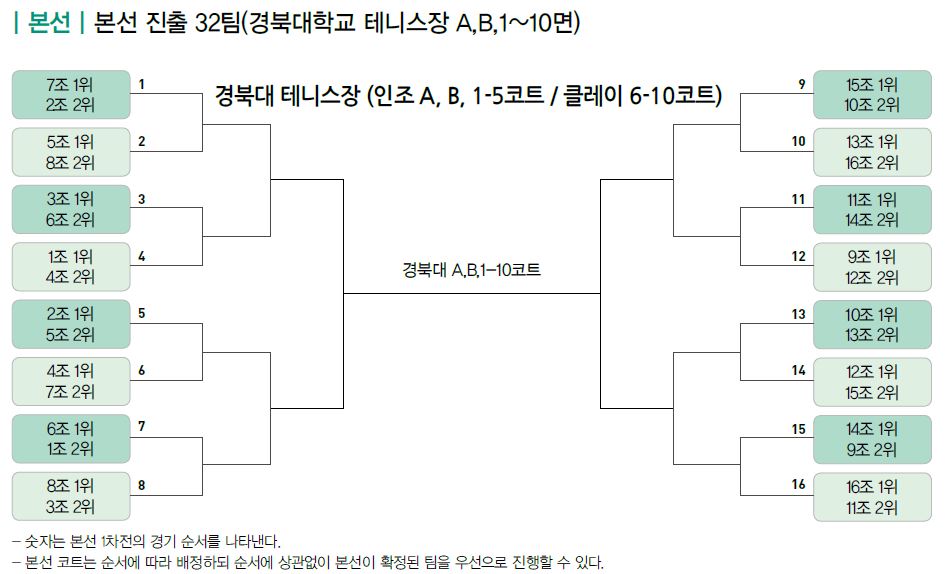 | 본선 | 본선 진출 32팀(경북대학교 테니스장 A,B,1~10면)
경북대 테니스장 (인조 A, B, 1-5코트 / 클레이 6-10코트)
7조 1위
2조 2위
1
5조 1위
8조 2위
2
3조 1위
6조 2위
3
1조 1위
4조 2위
4
2조 1위
5조 2위
5
4조 1위
7조 2위
6
6조 1위
1조 2위
7
8조 1위
3조 2위
8
경북대 A,B,1-10코트
9
15조 1위
10조 2위
10
13조 1위
16조 2위
11
11조 1위
14조 2위
12
9조 1위
12조 2위
13
10조 1위
13조 2위
14
12조 1위
15조 2위
15
14조 1위
9조 2위
16
16조 1위
11조 2위
- 숫자는 본선 1차전의 경기 순서를 나타낸다.
- 본선 코트는 순서에 따라 배정하되 순서에 상관없이 본선이 확정된 팀을 우선으로 진행할 수 있다.